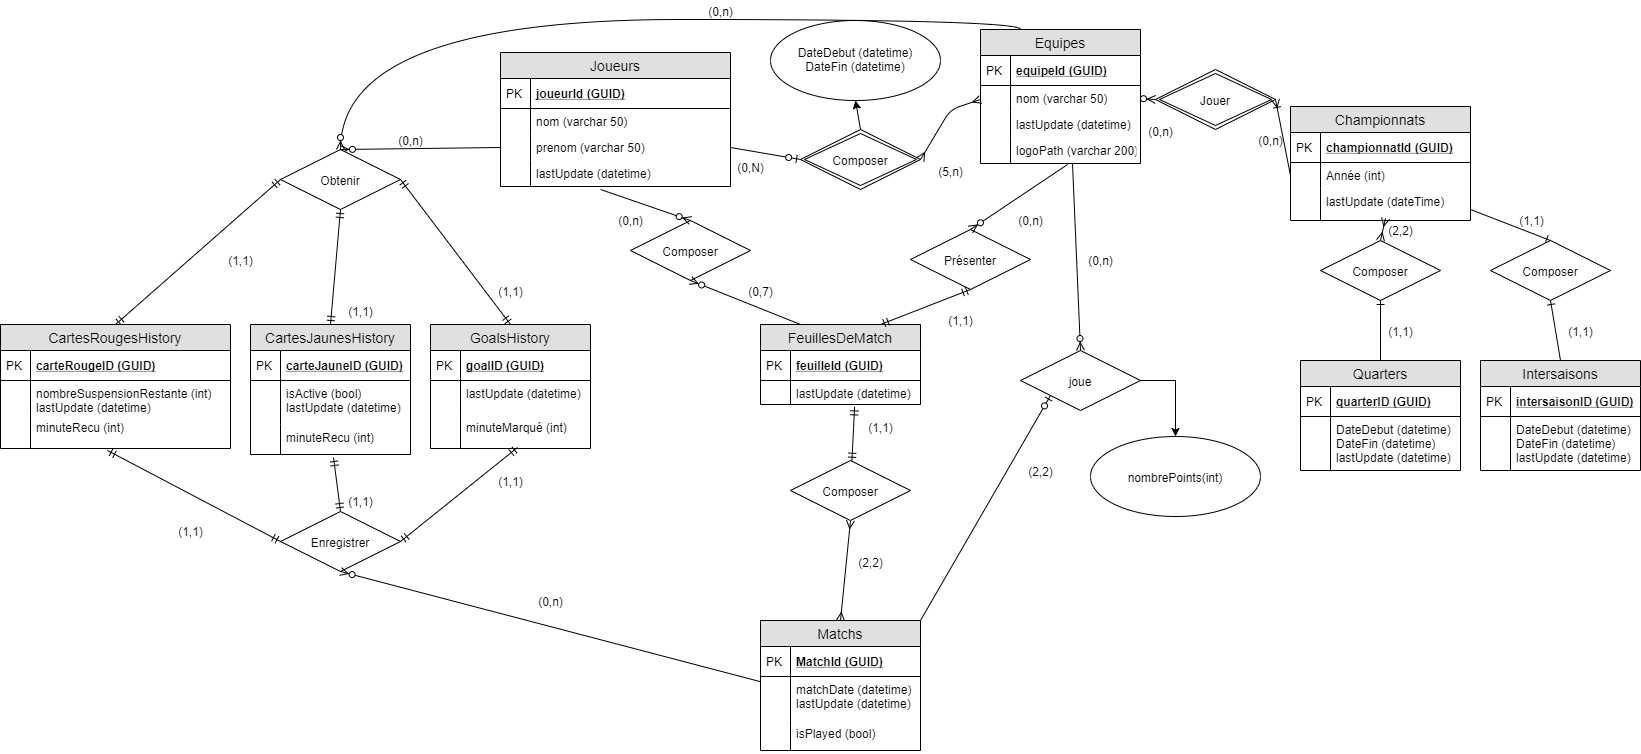 (0,n)
DateDebut (datetime)
DateFin (datetime)
Equipes
PK equipeId (GUID)
nom (varchar 50)
lastUpdate (datetime)
logoPath (varchar 200)
Joueurs
PK joueurId (GUID)
nom (varchar 50)
prenom (varchar 50)
lastUpdate (datetime)
Jouer
(0,n)
(0,n)
Championnats
PK championnatId (GUID)
Année (int)
lastUpdate (dateTime)
(0,n)
Composer
(0,N)
(5,n)
Obtenir
(0,n)
Composer
(0,7)
(0,n)
Présenter
(1,1)
(0,n)
(2,2)
Composer
(1,1)
(1,1)
Composer
(1,1)
(1,1)
(1,1)
(1,1)
CartesRougesHistory
PK carteRougeID (GUID)
nombreSuspensionRestante (int)
lastUpdate (datetime)
minuteRecu (int)
CartesJaunesHistory
PK carteJauneID (GUID)
isActive (bool)
lastUpdate (datetime)
minuteRecu (int)
GoalsHistory
PK goalID (GUID)
lastUpdate (datetime)
minuteMarqué (int)
FeuillesDeMatch
PK feuilleId (GUID)
lastUpdate (datetime)
joue
nombrePoints(int)
Quarters
PK quarterID (GUID)
DateDebut (datetime)
DateFin (datetime)
lastUpdate (datetime)
Intersaisons
PK intersaisonID (GUID)
DateDebut (datetime)
DateFin (datetime)
lastUpdate (datetime)
(1,1)
(1,1)
(1,1)
Enregistrer
(0,n)
(1,1)
Composer
(2,2)
(2,2)
Matchs
PK MatchId (GUID)
matchDate (datetime)
lastUpdate (datetime)
isPlayed (bool)